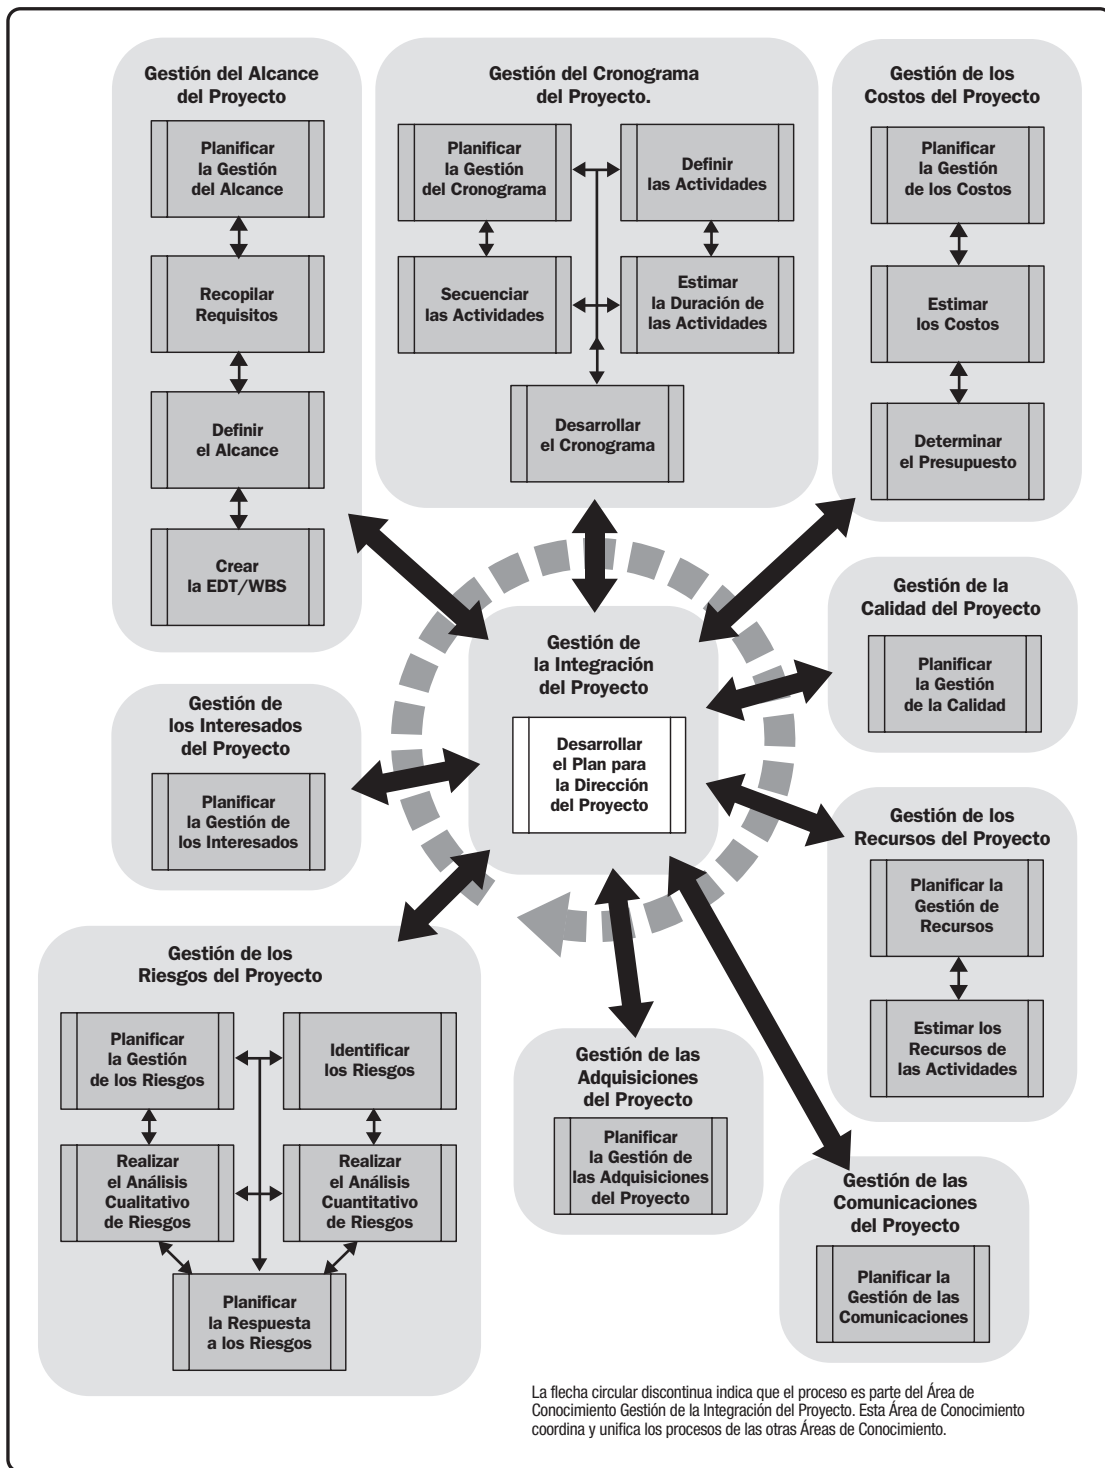 Gestión del Alcance
del Proyecto
Planificar
la Gestión
del Alcance
Recopilar
Requisitos
Definir
el Alcance
Crear
la EDT/WBS
Gestión del Cronograma
del Proyecto.
Planificar
la Gestión
del Cronograma
Definir
las Actividades
Secuenciar
las Actividades
Estimar
la Duración de
las Actividades
Desarrollar
el Cronograma
Gestión de los
Costos del Proyecto
Planificar
la Gestión
de los Costos
Estimar
los Costos
Determinar
el Presupuesto
Gestión de la
Calidad del Proyecto
Planificar
la Gestión
de la Calidad
Gestión de
la Integración
del Proyecto
Desarrollar
el Plan para
la Dirección
del Proyecto
Gestión de
los Interesados
del Proyecto
Planificar
la Gestión de
los Interesados
Gestión de los
Recursos del Proyecto
Planificar la
Gestión de
Recursos
Estimar los
Recursos de
las Actividades
Gestión de los
Riesgos del Proyecto
Planificar
la Gestión
de los Riesgos
Identificar
los Riesgos
Realizar
el Análisis
Cualitativo
de Riesgos
Realizar
el Análisis
Cuantitativo
de Riesgos
Planificar
la Respuesta
a los Riesgos
Gestión de las
Adquisiciones
del Proyecto
Planificar
la Gestión de
las Adquisiciones
del Proyecto
Gestión de las
Comunicaciones
del Proyecto
Planificar la
Gestión de las
Comunicaciones
La flecha circular discontinua indica que el proceso es parte del Área de
Conocimiento Gestión de la Integración del Proyecto. Esta Área de Conocimiento
coordina y unifica los procesos de las otras Áreas de Conocimiento.